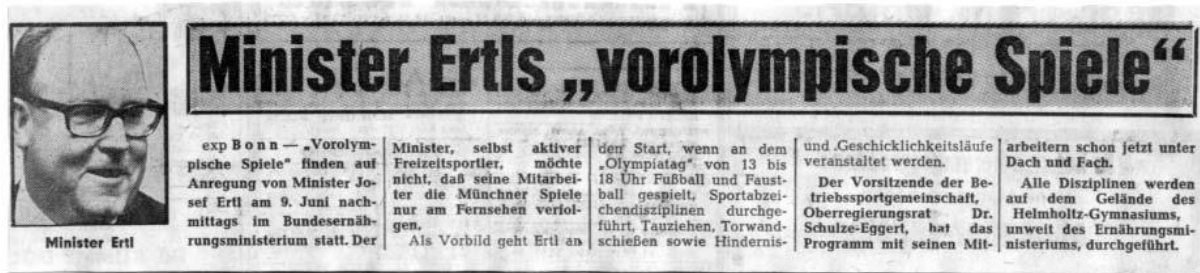 Minister Ertls „vorolympische Spiele“
Minister Ertl
exp Bonn — „Vorolym-
pische Spiele“ finden auf
Anregung von Minister Jo-
sef Ertl am 9. Juni nach-
mittags im Bundesernäh-
rungsministerium statt. Der
Minister, selbst aktiver
Freizeitsportler, möchte
nicht, daß seine Mitarbei-
ter die Münchner Spiele
nur am Fernsehen verfol-
gen.
Als Vorbild geht Ertl an
den Start, wenn an dem
„Olympiatag“ von 13 bis
18 Uhr Fußball und Faust-
ball gespielt, Sportabzei-
chendisziplinen durchge-
führt, Tauziehen, Torwand-
schießen sowie Hindernis-
und Geschicklichkeitsläufe
veranstaltet werden.
Der Vorsitzende der Be-
triebssportgemeinschaft,
Oberregierungsrat Dr.
Schulze-Eggert, hat das
Programm mit seinen Mit-
arbeitern schon jetzt unter
Dach und Fach.
Alle Disziplinen werden
auf dem Gelände des
Helmholtz-Gymnasiums,
unweit des Ernährungsmi-
nisteriums, durchgeführt.